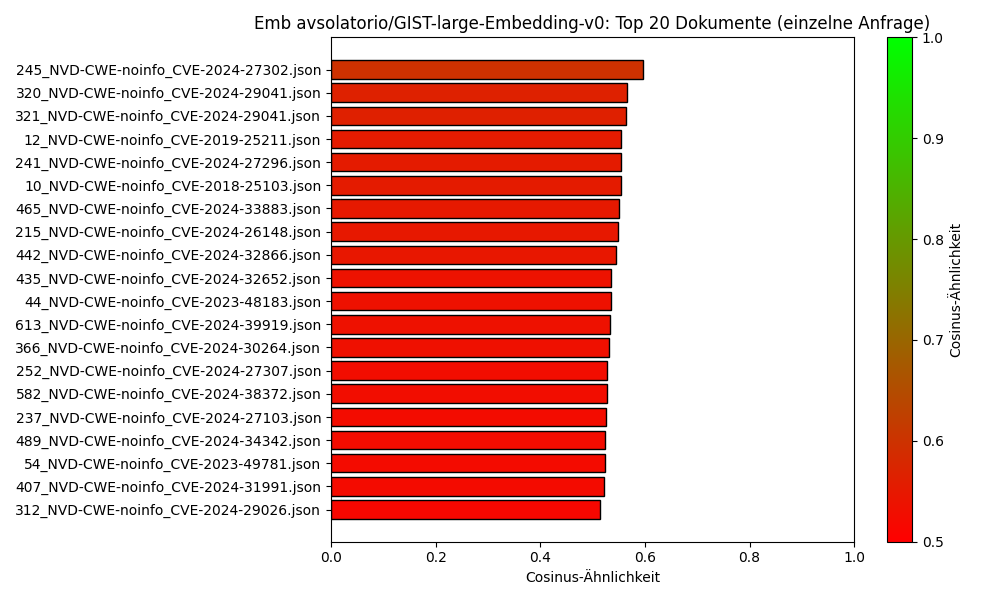 Emb avsolatorio/GIST-large-Embedding-v0: Top 20 Dokumente (einzelne Anfrage)
245_NVD-CWE-noinfo_CVE-2024-27302.json
320_NVD-CWE-noinfo_CVE-2024-29041.json
321_NVD-CWE-noinfo_CVE-2024-29041.json
12_NVD-CWE-noinfo_CVE-2019-25211.json
241_NVD-CWE-noinfo_CVE-2024-27296.json
10_NVD-CWE-noinfo_CVE-2018-25103.json
465_NVD-CWE-noinfo_CVE-2024-33883.json
215_NVD-CWE-noinfo_CVE-2024-26148.json
442_NVD-CWE-noinfo_CVE-2024-32866.json
435_NVD-CWE-noinfo_CVE-2024-32652.json
44_NVD-CWE-noinfo_CVE-2023-48183.json
613_NVD-CWE-noinfo_CVE-2024-39919.json
366_NVD-CWE-noinfo_CVE-2024-30264.json
252_NVD-CWE-noinfo_CVE-2024-27307.json
582_NVD-CWE-noinfo_CVE-2024-38372.json
237_NVD-CWE-noinfo_CVE-2024-27103.json
489_NVD-CWE-noinfo_CVE-2024-34342.json
54_NVD-CWE-noinfo_CVE-2023-49781.json
407_NVD-CWE-noinfo_CVE-2024-31991.json
312_NVD-CWE-noinfo_CVE-2024-29026.json
0.0 0.2 0.4 0.6 0.8 1.0
Cosinus-Ähnlichkeit
1.0
0.9
0.8
0.7
0.6
0.5
Cosinus-Ähnlichkeit